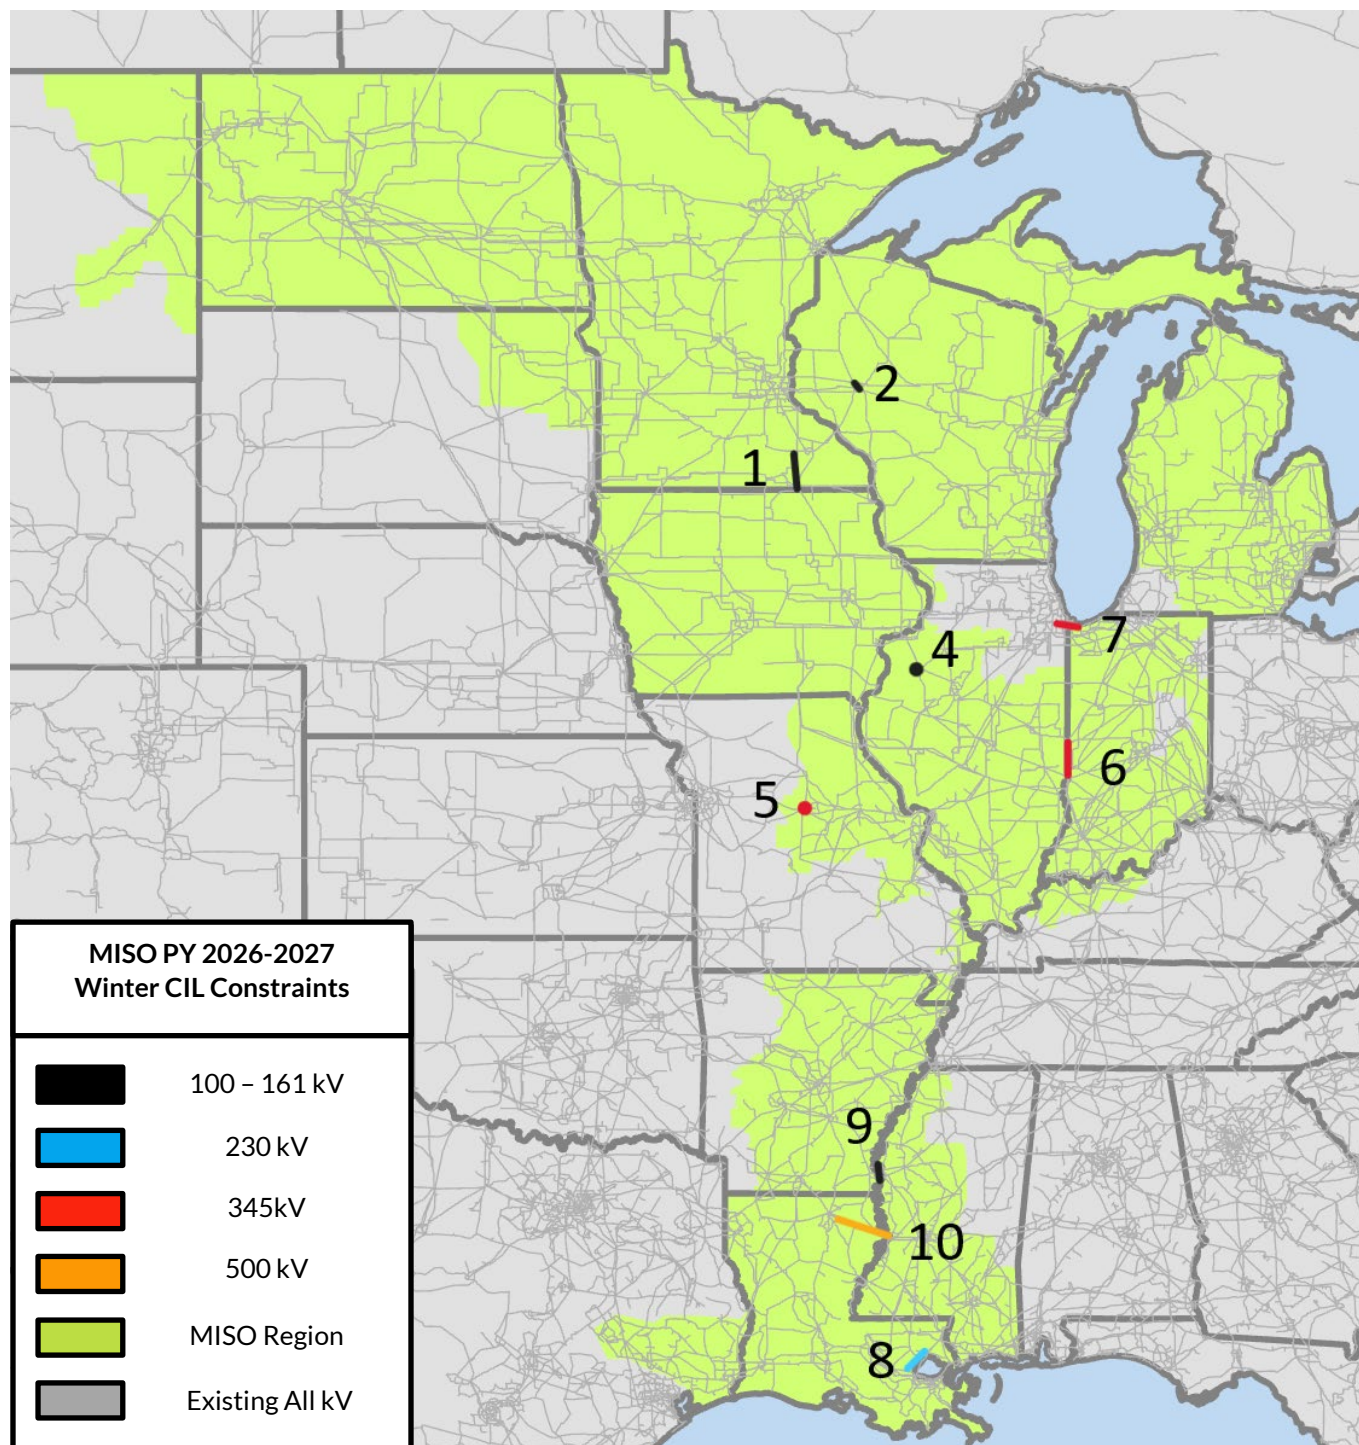 2
1
7
4
6
5
MISO PY 2026-2027
Winter CIL Constraints
100 – 161 kV
230 kV
345kV
500 kV
MISO Region
Existing All kV
9
10
8